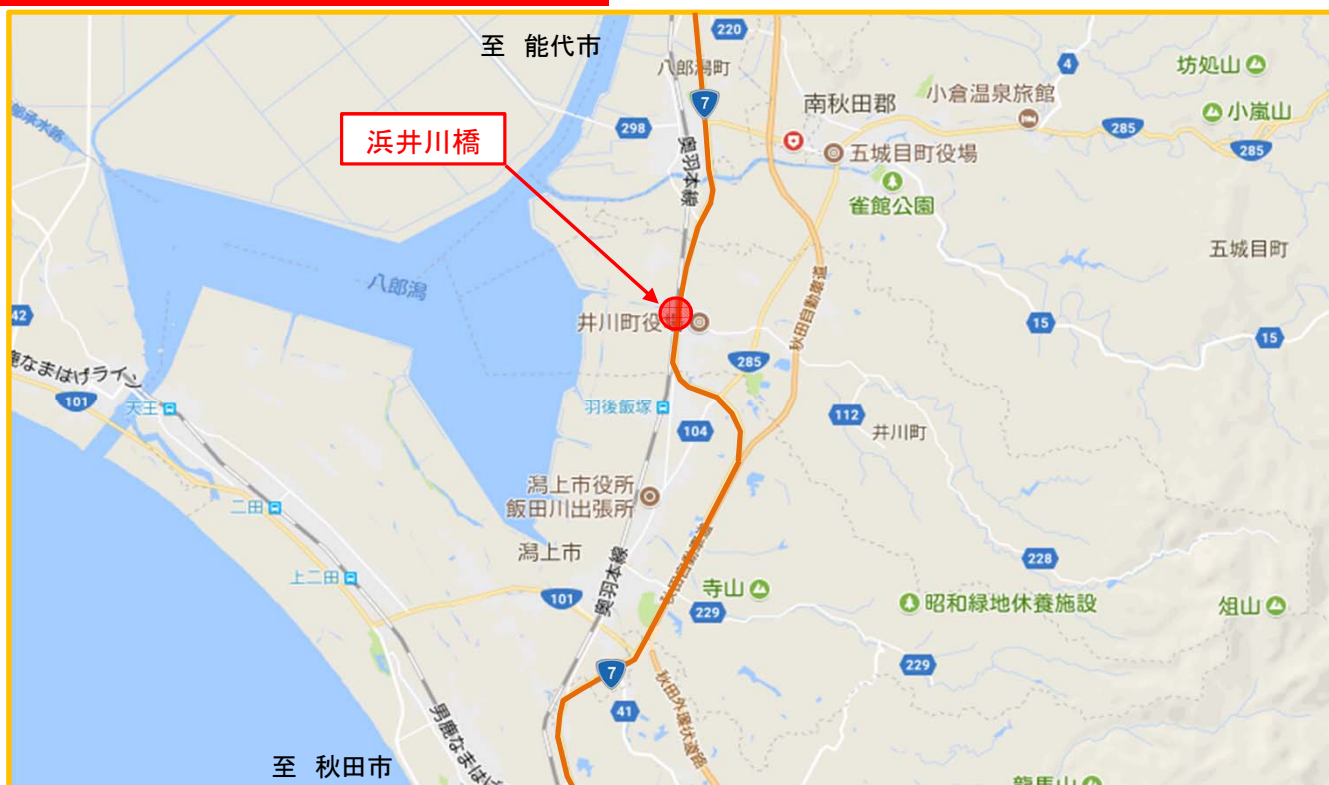 至 能代市
220
八郎潟町
4
坊処山
小倉温泉旅館
南秋田郡
小嵐山
7
298
285
285
浜井川橋
五城目町役場
奥羽本線
雀館公園
五城目町
八郎潟
秋田自動車道
42
井川町役場
15
15
285
鹿なまはげライン
101
天王
羽後飯塚
112
104
井川町
潟上市役所
飯田川出張所
二田
潟上市
奥羽本線
228
上二田
101
寺山
昭和緑地休養施設
俎山
229
229
7
41
男鹿なまはげ
至 秋田市